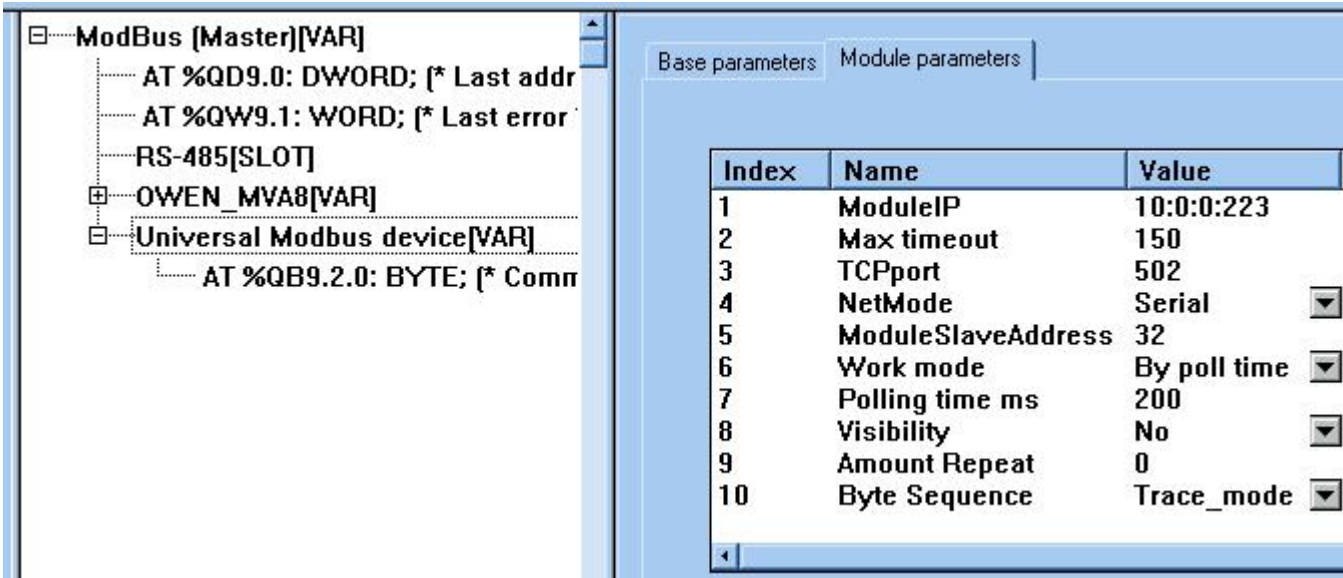 ModBus (Master)[VAR]
AT %QD9.0: DWORD; (* Last addr
AT %QW9.1: WORD; (* Last error
RS-485[SLOT]
OWEN_MVA8[VAR]
Universal Modbus device[VAR]
AT %QB9.2.0: BYTE; (* Comm
Base parameters Module parameters
Index Name Value
1 ModuleIP 10:0:0:223
2 Max timeout 150
3 TCPport 502
4 NetMode Serial
5 ModuleSlaveAddress 32
6 Work mode By poll time
7 Polling time ms 200
8 Visibility No
9 Amount Repeat 0
10 Byte Sequence Trace_mode